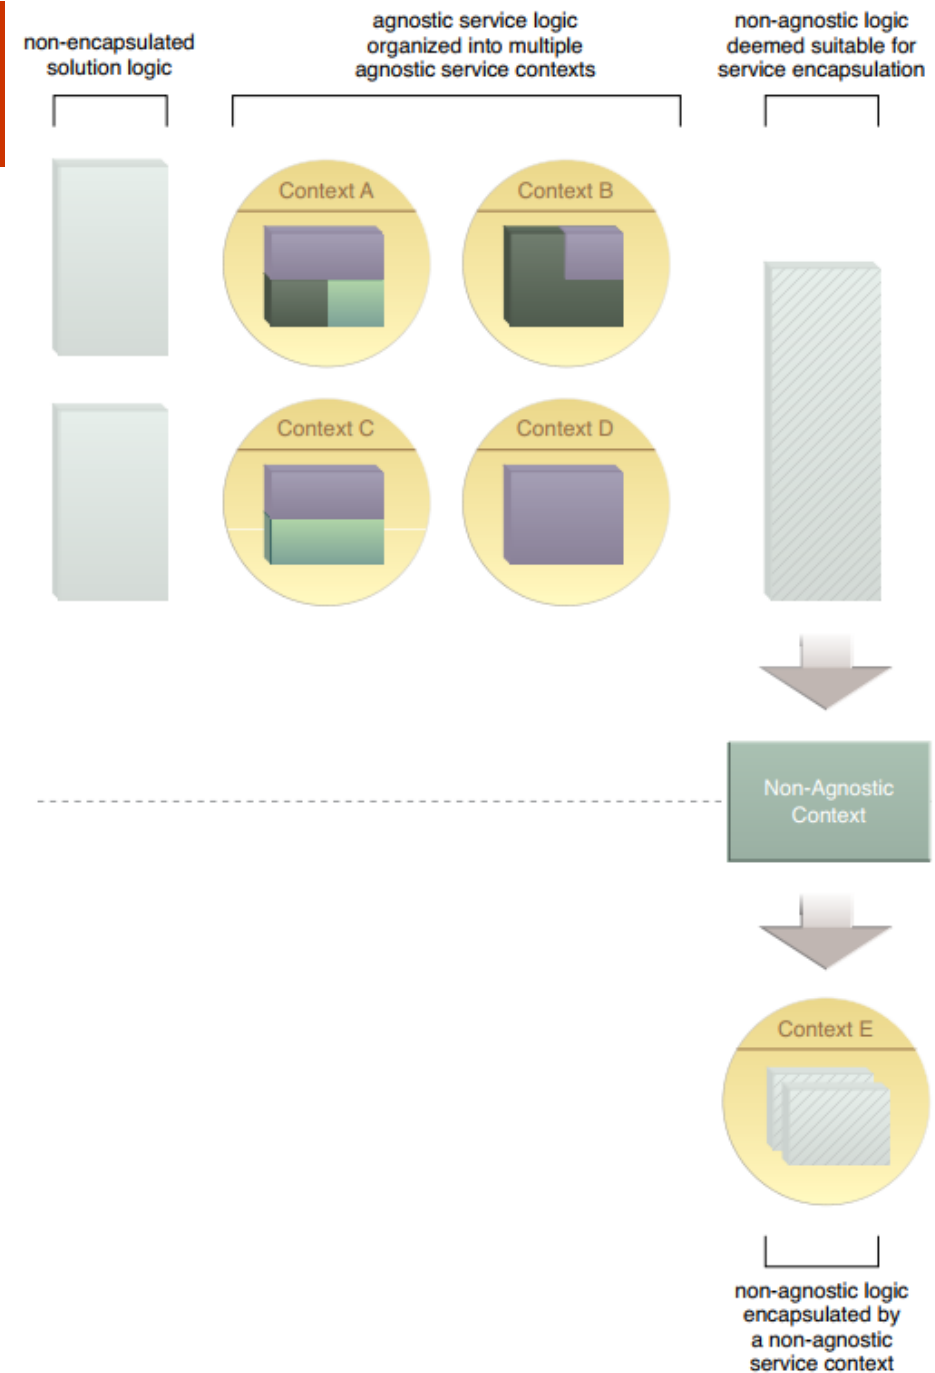 non-encapsulated
solution logic
agnostic service logic
organized into multiple
agnostic service contexts
non-agnostic logic
deemed suitable for
service encapsulation
Context A
Context B
Context C
Context D
Non-Agnostic
Context
Context E
non-agnostic logic
encapsulated by
a non-agnostic
service context